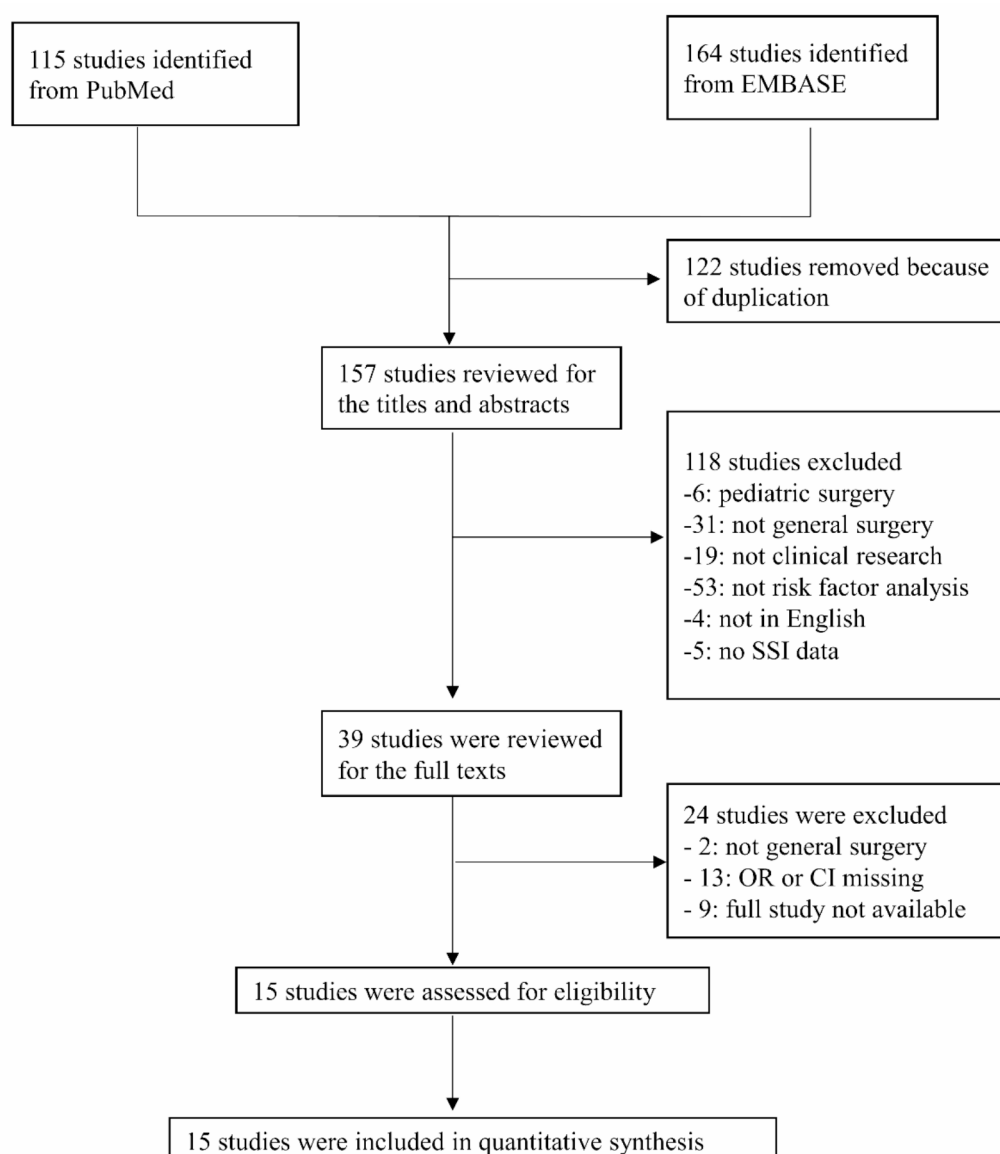 115 studies identified
from PubMed
164 studies identified
from EMBASE
122 studies removed because
of duplication
157 studies reviewed for
the titles and abstracts
118 studies excluded
-6: pediatric surgery
-31: not general surgery
-19: not clinical research
-53: not risk factor analysis
-4: not in English
-5: no SSI data
39 studies were reviewed
for the full texts
24 studies were excluded
- 2: not general surgery
- 13: OR or CI missing
- 9: full study not available
15 studies were assessed for eligibility
15 studies were included in quantitative synthesis